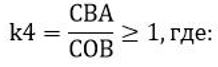 k4 = СВА / СОВ ≥ 1, где: